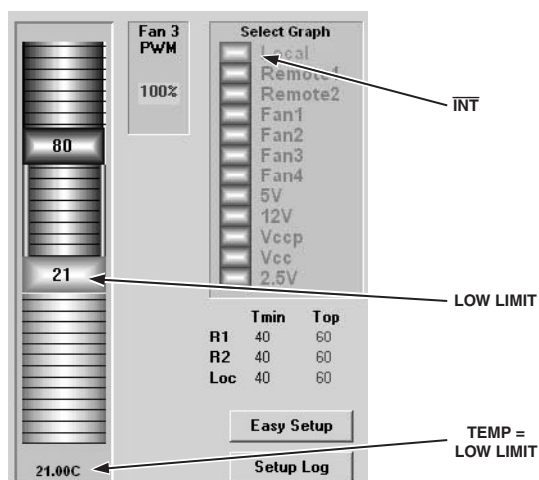 Fan 3
PWM
100%
80
21
21.00C
Select Graph
Local
Remote1
Remote2
Fan1
Fan2
Fan3
Fan4
5V
12V
Vccp
Vcc
2.5V
Tmin Top
R1 40 60
R2 40 60
Loc 40 60
Easy Setup
Setup Log
INT
LOW LIMIT
TEMP =
LOW LIMIT